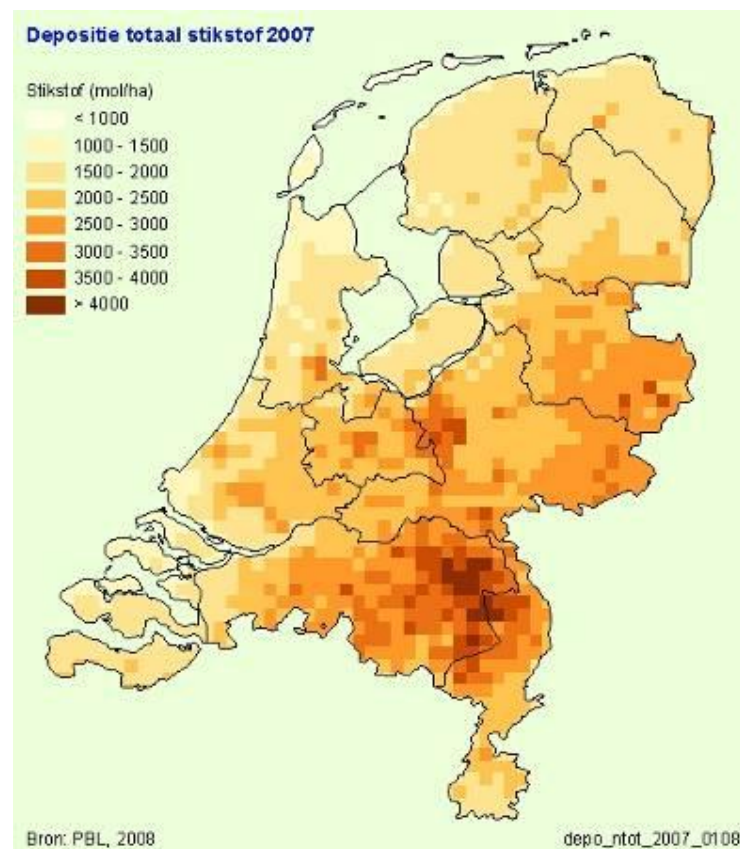 Depositie totaal stikstof 2007
Stikstof (mol/ha)
< 1000
1000 - 1500
1500 - 2000
2000 - 2500
2500 - 3000
3000 - 3500
3500 - 4000
> 4000
Bron: PBL, 2008
depo_ntot_2007_0108